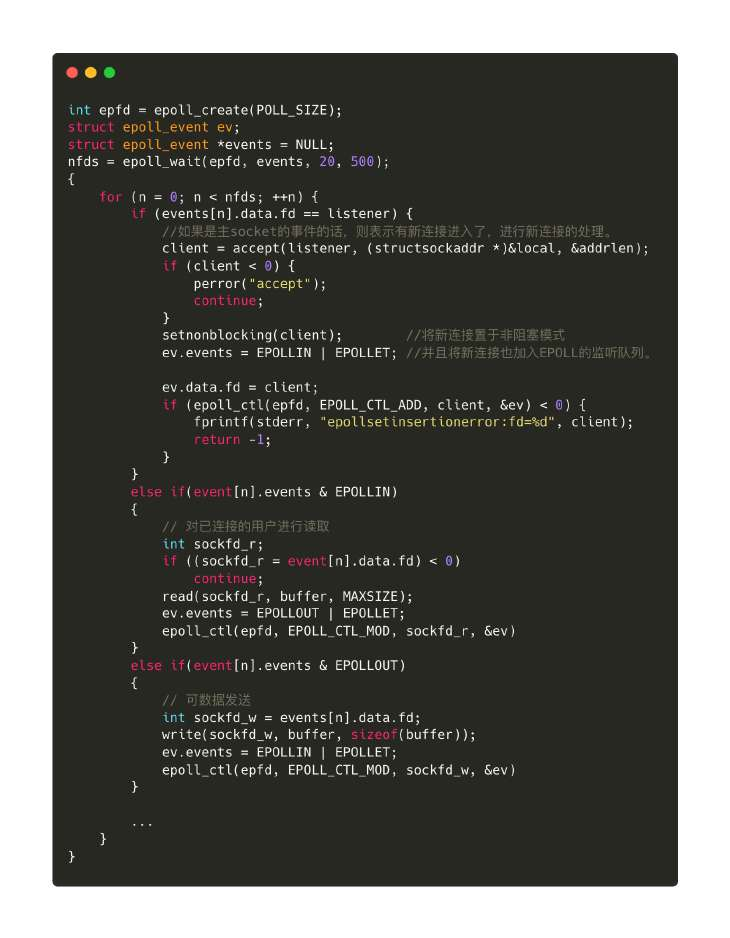 int epfd = epoll_create(POLL_SIZE);
struct epoll_event ev;
struct epoll_event *events = NULL;
nfds = epoll_wait(epfd, events, 20, 500);
{
    for (n = 0; n < nfds; ++n) {
        if (events[n].data.fd == listener) {
            //如果是主socket的事件的话，则表示有新连接进入了，进行新连接的处理。
            client = accept(listener, (structsockaddr *)&local, &addrlen);
            if (client < 0) {
                perror("accept");
                continue;
            }
            setnonblocking(client);        //将新连接置于非阻塞模式
            ev.events = EPOLLIN | EPOLLET; //并且将新连接也加入EPOLL的监听队列。
            ev.data.fd = client;
            if (epoll_ctl(epfd, EPOLL_CTL_ADD, client, &ev) < 0) {
                fprintf(stderr, "epollsetinsertionerror:fd=%d", client);
                return -1;
            }
        }
        else if(event[n].events & EPOLLIN)
        {
            // 对已连接的用户进行读取
            int sockfd_r;
            if ((sockfd_r = event[n].data.fd) < 0)
                continue;
            read(sockfd_r, buffer, MAXSIZE);
            ev.events = EPOLLOUT | EPOLLET;
            epoll_ctl(epfd, EPOLL_CTL_MOD, sockfd_r, &ev)
        }
        else if(event[n].events & EPOLLOUT)
        {
            // 可数据发送
            int sockfd_w = events[n].data.fd;
            write(sockfd_w, buffer, sizeof(buffer));
            ev.events = EPOLLIN | EPOLLET;
            epoll_ctl(epfd, EPOLL_CTL_MOD, sockfd_w, &ev)
        }
        ...
    }
}